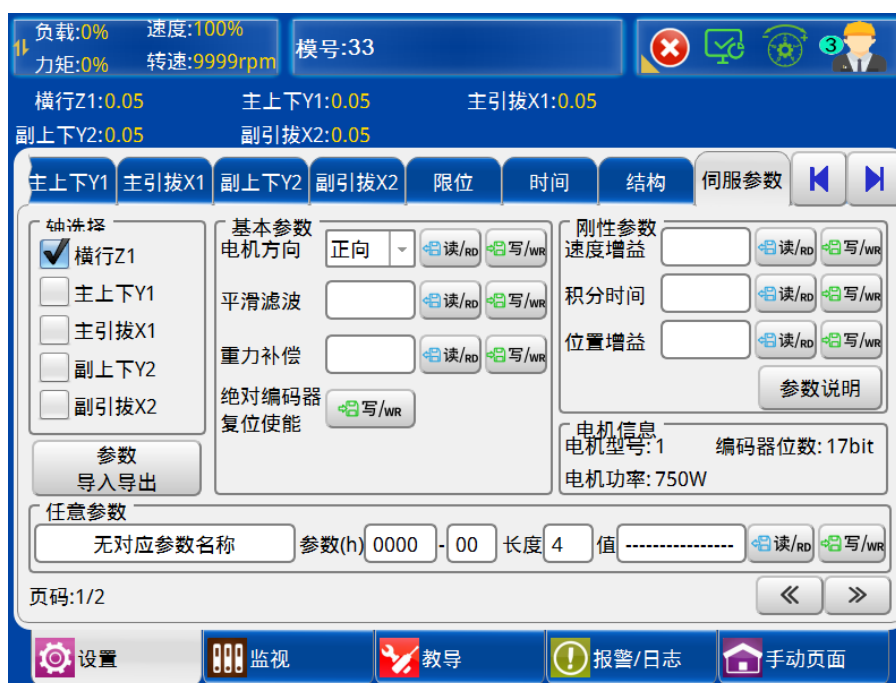 负载:0% 速度:100%
力矩:0% 转速:9999rpm
模号:33
3
横行Z1:0.05 主上下Y1:0.05 主引拔X1:0.05
副上下Y2:0.05 副引拔X2:0.05
主上下Y1 主引拔X1 副上下Y2 副引拔X2 限位 时间 结构 伺服参数
轴选择
横行Z1
主上下Y1
主引拔X1
副上下Y2
副引拔X2
参数
导入导出
基本参数
电机方向 正向 读/RD 写/WR
平滑滤波 读/RD 写/WR
重力补偿 读/RD 写/WR
绝对编码器
复位使能 写/WR
刚性参数
速度增益 读/RD 写/WR
积分时间 读/RD 写/WR
位置增益 读/RD 写/WR
参数说明
电机信息
电机型号:1 编码器位数:17bit
电机功率:750W
任意参数
无对应参数名称 参数(h) 0000 - 00 长度 4 值 ---------------- 读/RD 写/WR
页码:1/2
设置 监视 教导 报警/日志 手动页面